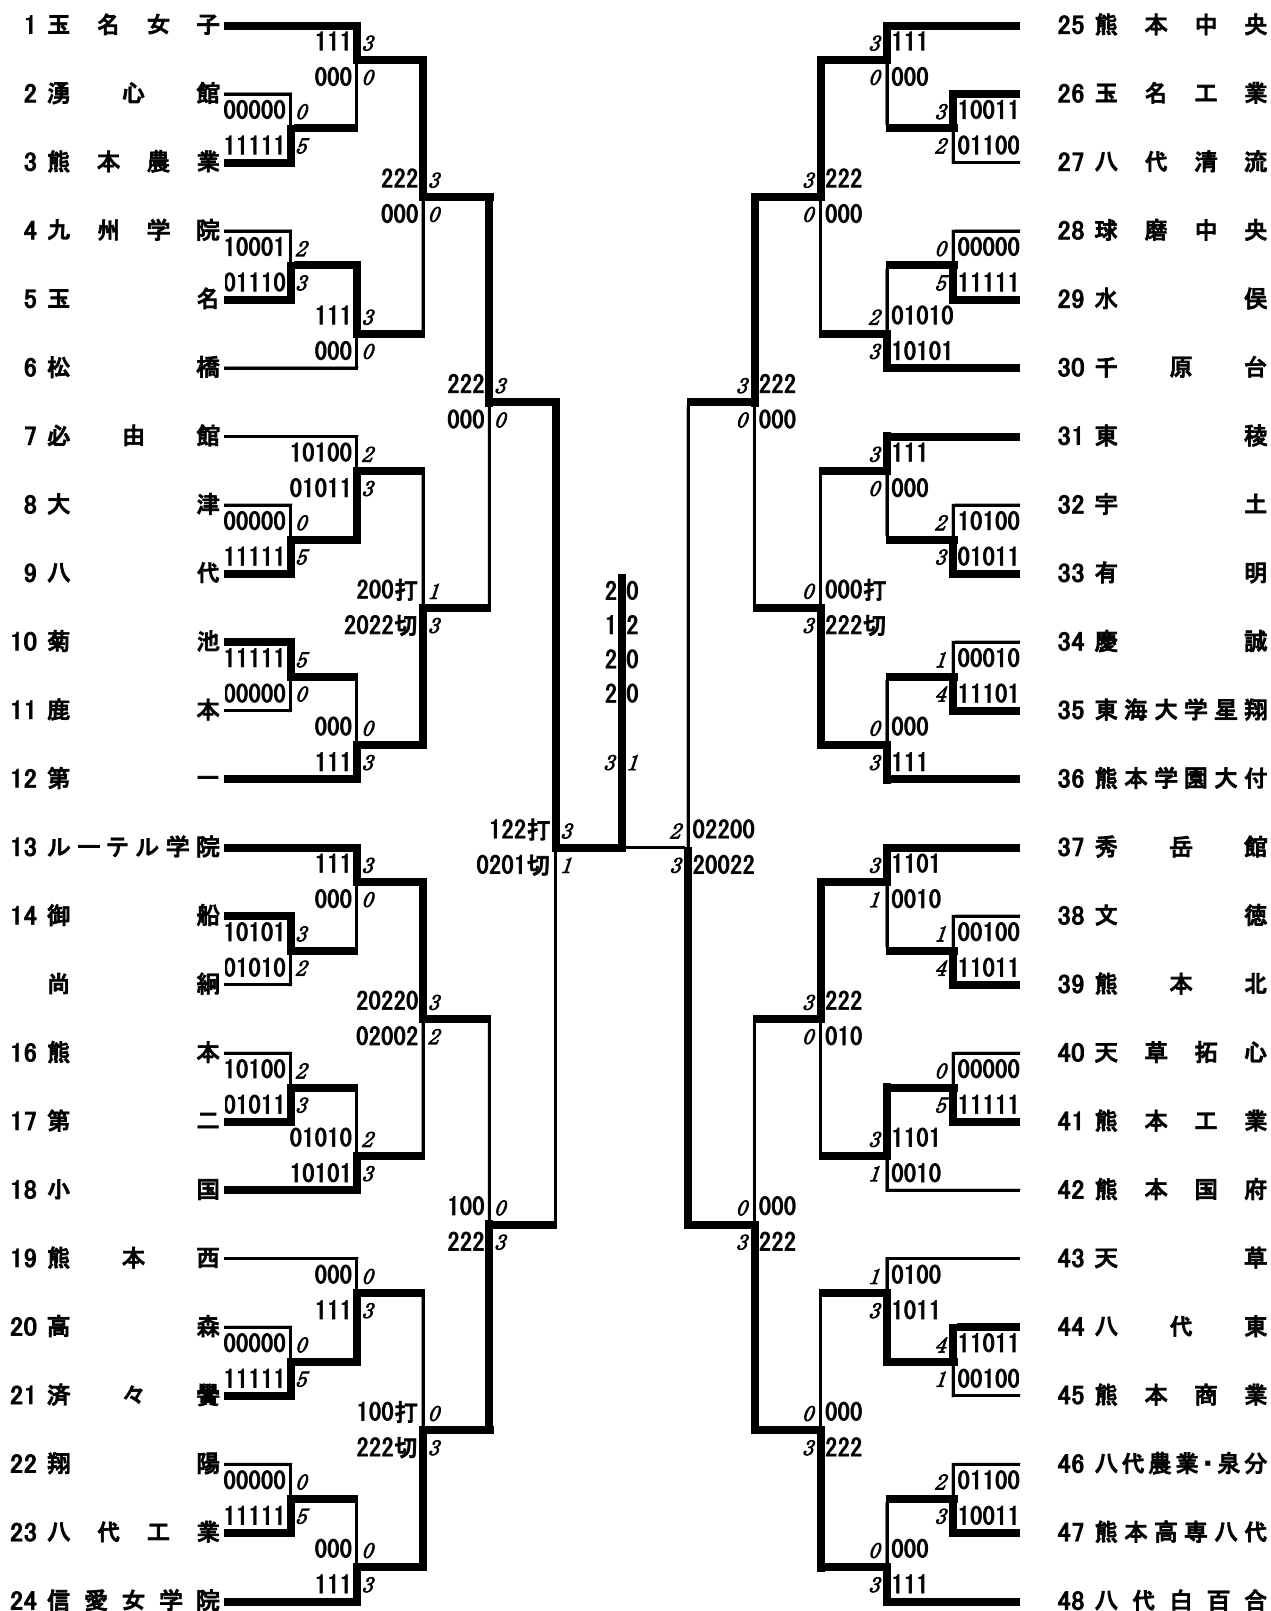 1 玉名女子
111 3
000 0
2 湧心館
00000 0
11111 5
3 熊本農業
222 3
000 0
4 九州学院
10001 2
01110 3
5 玉名
111 3
000 0
6 松橋
222 3
000 0
7 必由館
10100 2
01011 3
8 大津
00000 0
11111 5
9 八代
200打 1
2022切 3
10 菊池
11111 5
00000 0
11 鹿本
000 0
111 3
12 第一
122打 3
0201切 1
13 ルーテル学院
111 3
000 0
14 御船
10101 3
01010 2
尚絅
20220 3
02002 2
16 熊本
10100 2
01011 3
17 第二
01010 2
10101 3
18 小国
100 0
222 3
19 熊本西
000 0
111 3
20 高森
00000 0
11111 5
21 済々黌
100打 0
222切 3
22 翔陽
00000 0
11111 5
23 八代工業
000 0
111 3
24 信愛女学院
2 0
1 2
2 0
2 0
3 1
25 熊本中央
3 111
0 000
26 玉名工業
3 10011
2 01100
27 八代清流
3 222
0 000
28 球磨中央
0 00000
5 11111
29 水俣
2 01010
3 10101
30 千原台
3 222
0 000
31 東稜
3 111
0 000
32 宇土
2 10100
3 01011
33 有明
0 000打
3 222切
34 慶誠
1 00010
4 11101
35 東海大学星翔
0 000
3 111
36 熊本学園大付
2 02200
3 20022
37 秀岳館
3 1101
1 0010
38 文徳
1 00100
4 11011
39 熊本北
3 222
0 010
40 天草拓心
0 00000
5 11111
41 熊本工業
3 1101
1 0010
42 熊本国府
0 000
3 222
43 天草
1 0100
3 1011
44 八代東
4 11011
1 00100
45 熊本商業
0 000
3 222
46 八代農業・泉分
2 01100
3 10011
47 熊本高専八代
0 000
3 111
48 八代白百合